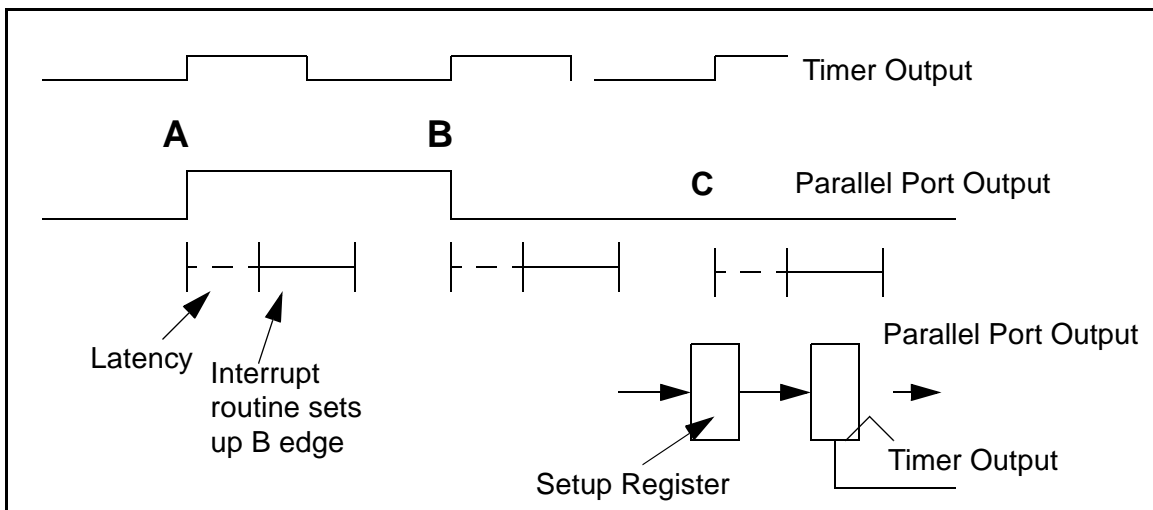 Timer Output
A
B
C
Parallel Port Output
Latency
Interrupt
routine sets
up B edge
Parallel Port Output
Setup Register
Timer Output